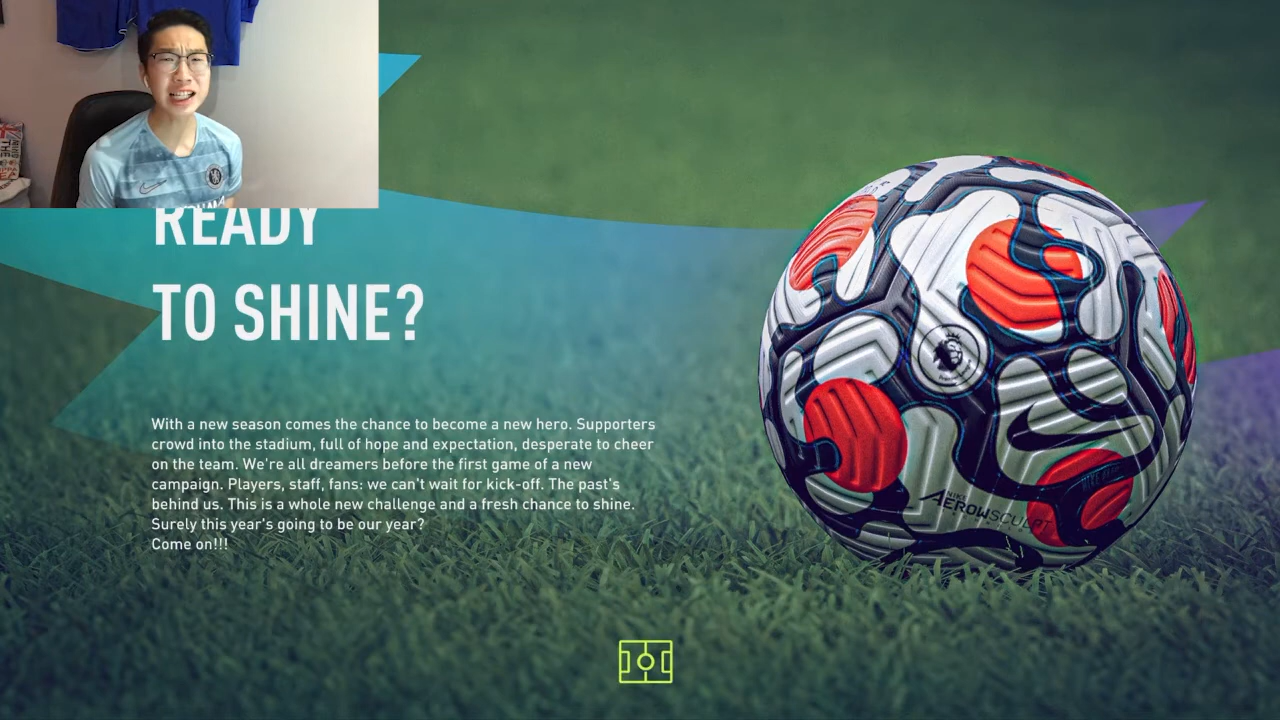 READY
TO SHINE?
With a new season comes the chance to become a new hero. Supporters
crowd into the stadium, full of hope and expectation, desperate to cheer
on the team. We're all dreamers before the first game of a new
campaign. Players, staff, fans: we can't wait for kick-off. The past's
behind us. This is a whole new challenge and a fresh chance to shine.
Surely this year's going to be our year?
Come on!!!
NIKE
AEROWSCULPT